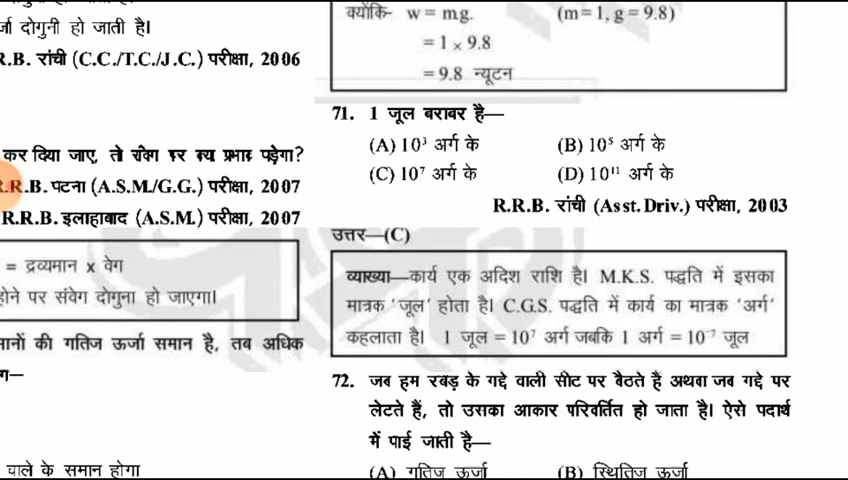 र्जा दोगुनी हो जाती है।
R.B. रांची (C.C./T.C./J.C.) परीक्षा, 2006
कर दिया जाए, तो संवेग पर क्या प्रभाव पड़ेगा?
R.R.B. पटना (A.S.M./G.G.) परीक्षा, 2007
R.R.B. इलाहाबाद (A.S.M.) परीक्षा, 2007
= द्रव्यमान x वेग
होने पर संवेग दोगुना हो जाएगा।
मानों की गतिज ऊर्जा समान है, तब अधिक
ग—
वाले के समान होगा
क्योंकि- w = mg. (m = 1, g = 9.8)
= 1 × 9.8
= 9.8 न्यूटन
71. 1 जूल बराबर है—
(A) 10³ अर्ग के (B) 10⁵ अर्ग के
(C) 10⁷ अर्ग के (D) 10¹¹ अर्ग के
R.R.B. रांची (Asst. Driv.) परीक्षा, 2003
उत्तर—(C)
व्याख्या—कार्य एक अदिश राशि है। M.K.S. पद्धति में इसका
मात्रक 'जूल' होता है। C.G.S. पद्धति में कार्य का मात्रक 'अर्ग'
कहलाता है। 1 जूल = 10⁷ अर्ग जबकि 1 अर्ग = 10⁻⁷ जूल
72. जब हम रबड़ के गद्दे वाली सीट पर बैठते हैं अथवा जब गद्दे पर
लेटते हैं, तो उसका आकार परिवर्तित हो जाता है। ऐसे पदार्थ
में पाई जाती है—
(A) गतिज ऊर्जा (B) स्थितिज ऊर्जा